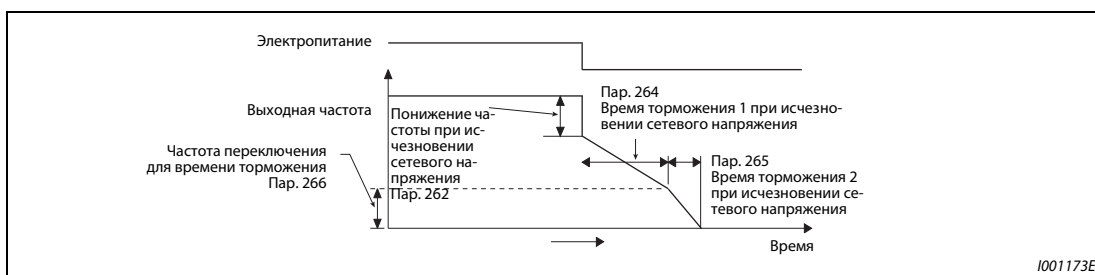 Электропитание
Выходная частота
Частота переключения
для времени торможения
Пар. 266
Понижение ча-
стоты при ис-
чезновении
сетевого на-
пряжения
Пар. 262
Пар. 264
Время торможения 1 при исчезно-
вении сетевого напряжения
Пар. 265
Время торможения 2
при исчезновении се-
тевого напряжения
Время
I001173E